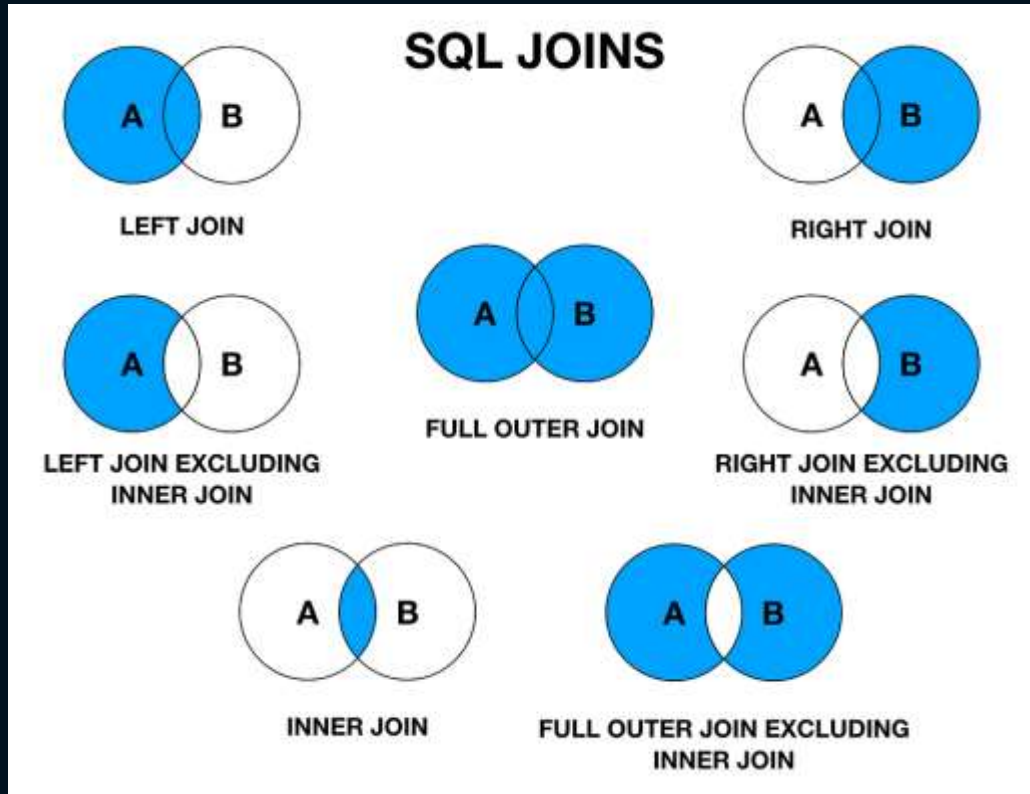 SQL JOINS
A B
LEFT JOIN
A B
RIGHT JOIN
A B
FULL OUTER JOIN
A B
LEFT JOIN EXCLUDING
INNER JOIN
A B
RIGHT JOIN EXCLUDING
INNER JOIN
A B
INNER JOIN
A B
FULL OUTER JOIN EXCLUDING
INNER JOIN